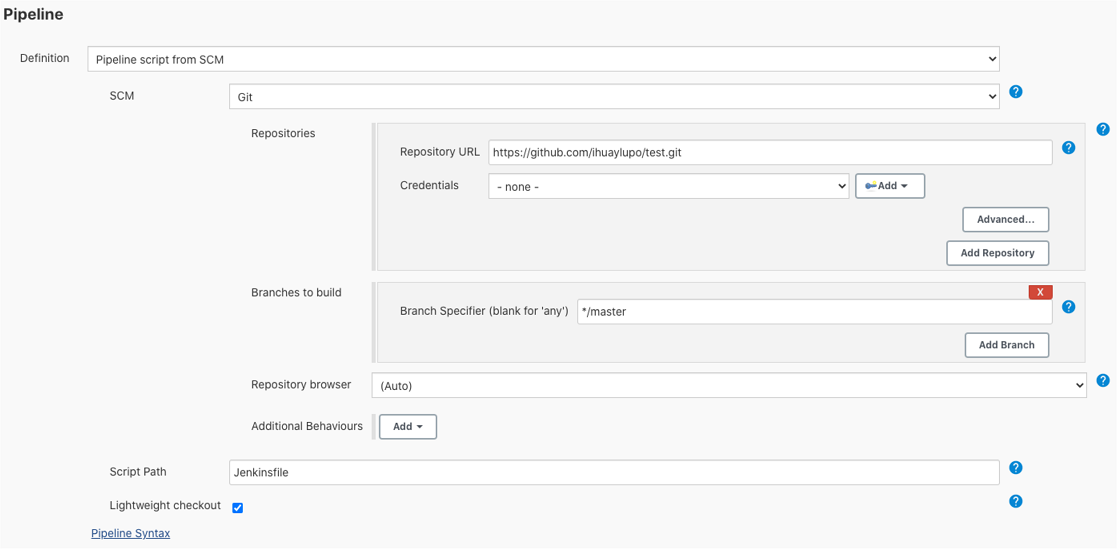 Pipeline
Definition
Pipeline script from SCM
SCM
Git
?
Repositories
?
Repository URL
https://github.com/ihuaylupo/test.git
?
Credentials
- none -
Add
Advanced...
Add Repository
Branches to build
X
Branch Specifier (blank for 'any')
*/master
?
Add Branch
Repository browser
(Auto)
?
Additional Behaviours
Add
Script Path
Jenkinsfile
?
Lightweight checkout
?
Pipeline Syntax